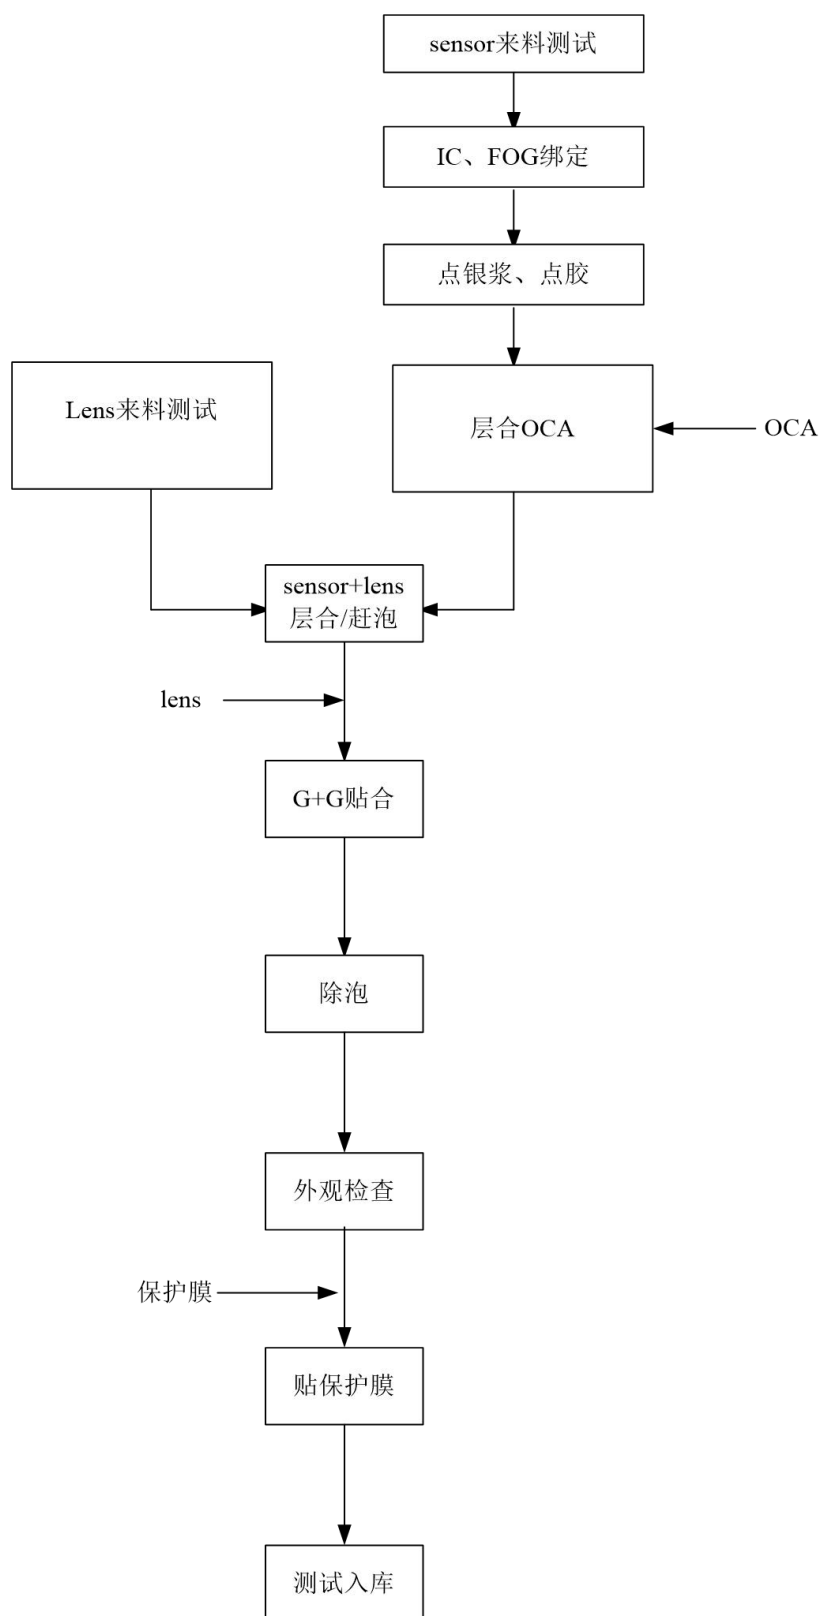 sensor来料测试
IC、FOG绑定
点银浆、点胶
Lens来料测试
层合OCA
OCA
sensor+lens
层合/赶泡
lens
G+G贴合
除泡
外观检查
保护膜
贴保护膜
测试入库